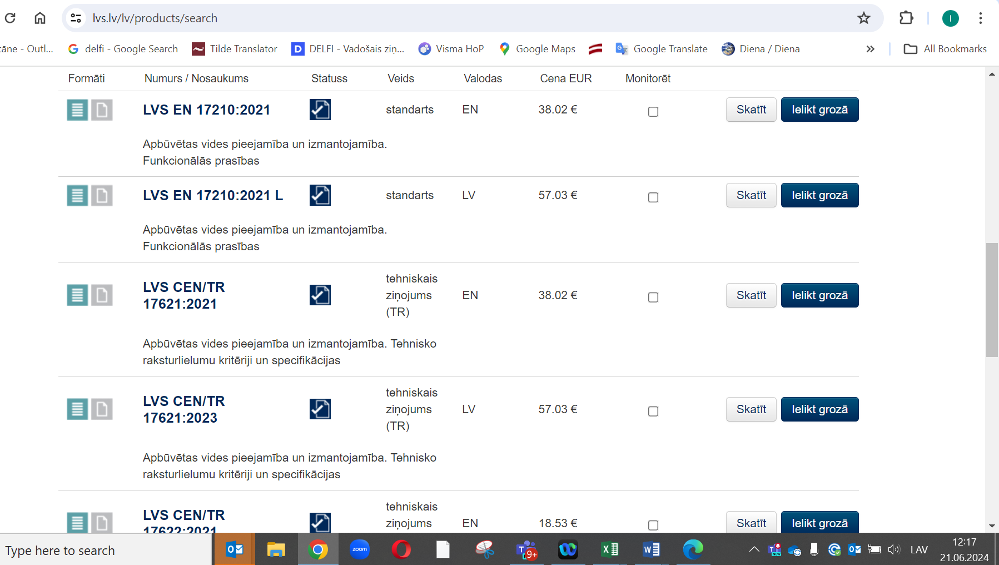 lvs.lv/lv/products/search
I
cāne - Outl...
delfi - Google Search
Tilde Translator
DELFI - Vadošais ziņ...
Visma HoP
Google Maps
Google Translate
Diena / Diena
All Bookmarks
Formāti Numurs / Nosaukums Statuss Veids Valodas Cena EUR Monitorēt
LVS EN 17210:2021 standarts EN 38.02 € Skatīt Ielikt grozā
Apbūvētas vides pieejamība un izmantojamība.
Funkcionālās prasības
LVS EN 17210:2021 L standarts LV 57.03 € Skatīt Ielikt grozā
Apbūvētas vides pieejamība un izmantojamība.
Funkcionālās prasības
LVS CEN/TR
17621:2021
tehniskais
ziņojums
(TR)
EN 38.02 € Skatīt Ielikt grozā
Apbūvētas vides pieejamība un izmantojamība. Tehnisko
raksturlielumu kritēriji un specifikācijas
LVS CEN/TR
17621:2023
tehniskais
ziņojums
(TR)
LV 57.03 € Skatīt Ielikt grozā
Apbūvētas vides pieejamība un izmantojamība. Tehnisko
raksturlielumu kritēriji un specifikācijas
LVS CEN/TR
17622:2021
tehniskais
ziņojums
EN 18.53 € Skatīt Ielikt grozā
Type here to search
zoom
9+
NEW
LAV
12:17
21.06.2024